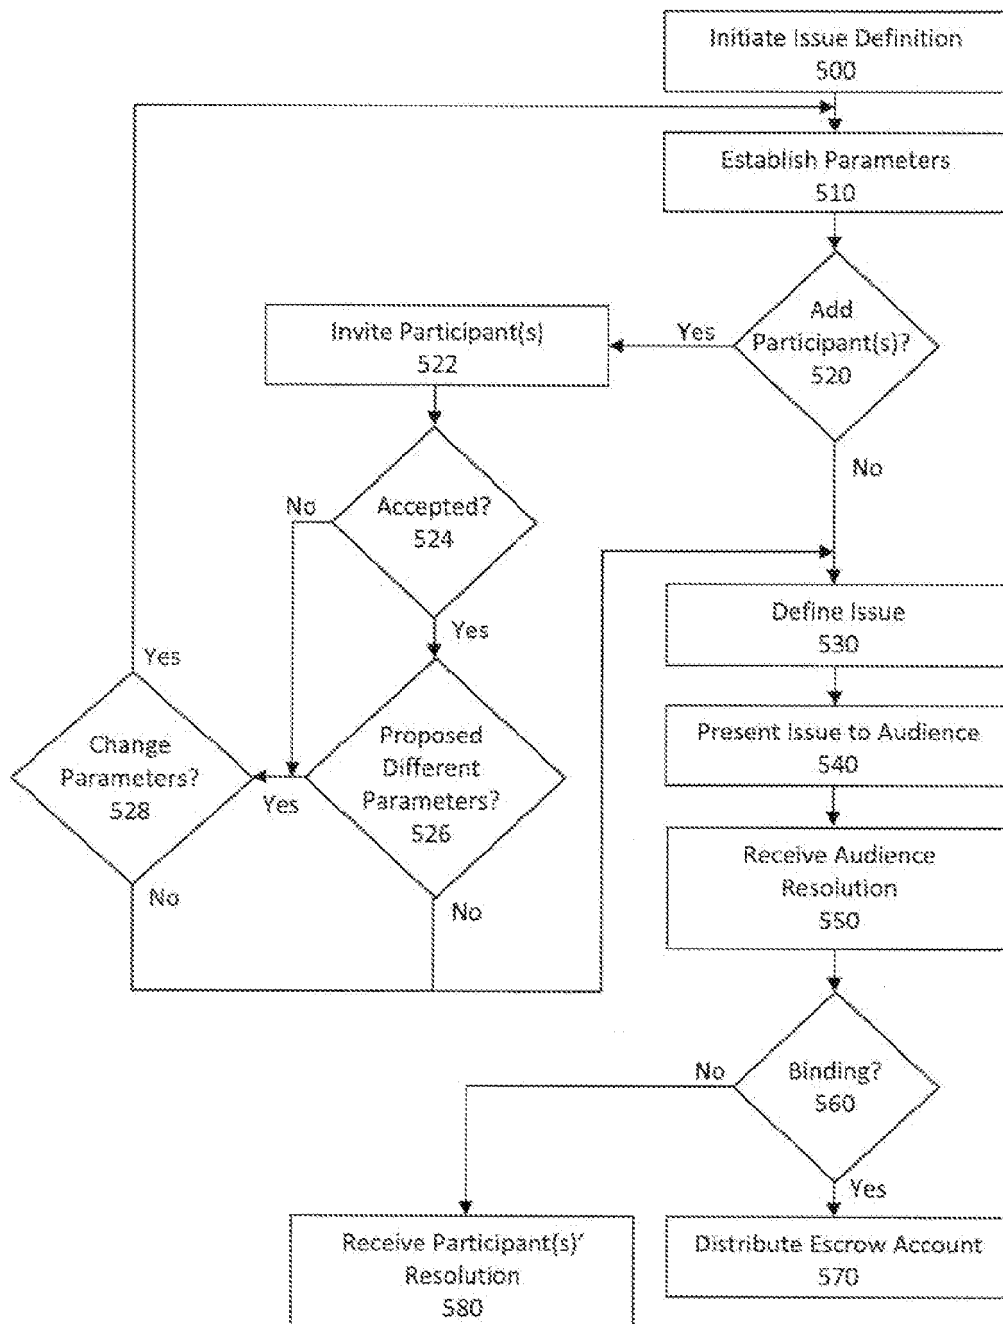 Initiate Issue Definition
500
Establish Parameters
510
Add
Participant(s)?
520
Yes
No
Invite Participant(s)
522
Accepted?
524
No
Yes
Proposed
Different
Parameters?
526
Yes
No
Change
Parameters?
528
Yes
No
Define Issue
530
Present Issue to Audience
540
Receive Audience
Resolution
550
Binding?
560
No
Yes
Receive Participant(s)'
Resolution
580
Distribute Escrow Account
570